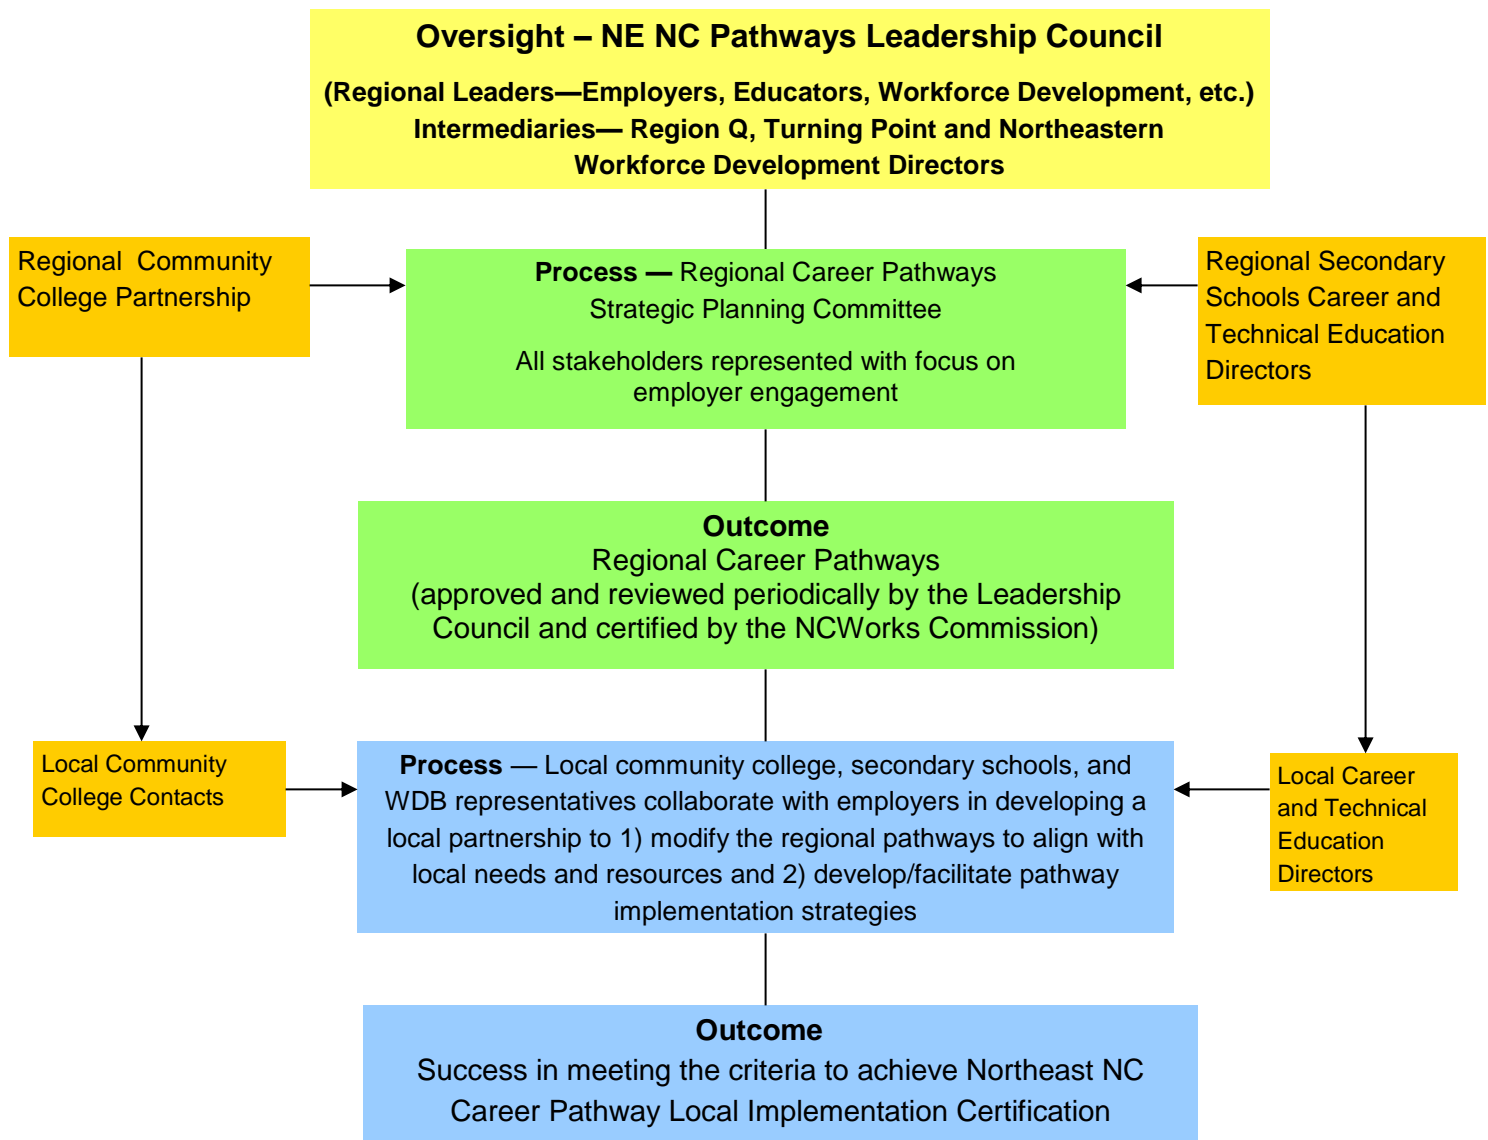 Oversight – NE NC Pathways Leadership Council
(Regional Leaders—Employers, Educators, Workforce Development, etc.)
Intermediaries— Region Q, Turning Point and Northeastern
Workforce Development Directors
Regional Community
College Partnership
Process — Regional Career Pathways
Strategic Planning Committee
All stakeholders represented with focus on
employer engagement
Regional Secondary
Schools Career and
Technical Education
Directors
Outcome
Regional Career Pathways
(approved and reviewed periodically by the Leadership
Council and certified by the NCWorks Commission)
Local Community
College Contacts
Process — Local community college, secondary schools, and
WDB representatives collaborate with employers in developing a
local partnership to 1) modify the regional pathways to align with
local needs and resources and 2) develop/facilitate pathway
implementation strategies
Local Career
and Technical
Education
Directors
Outcome
Success in meeting the criteria to achieve Northeast NC
Career Pathway Local Implementation Certification